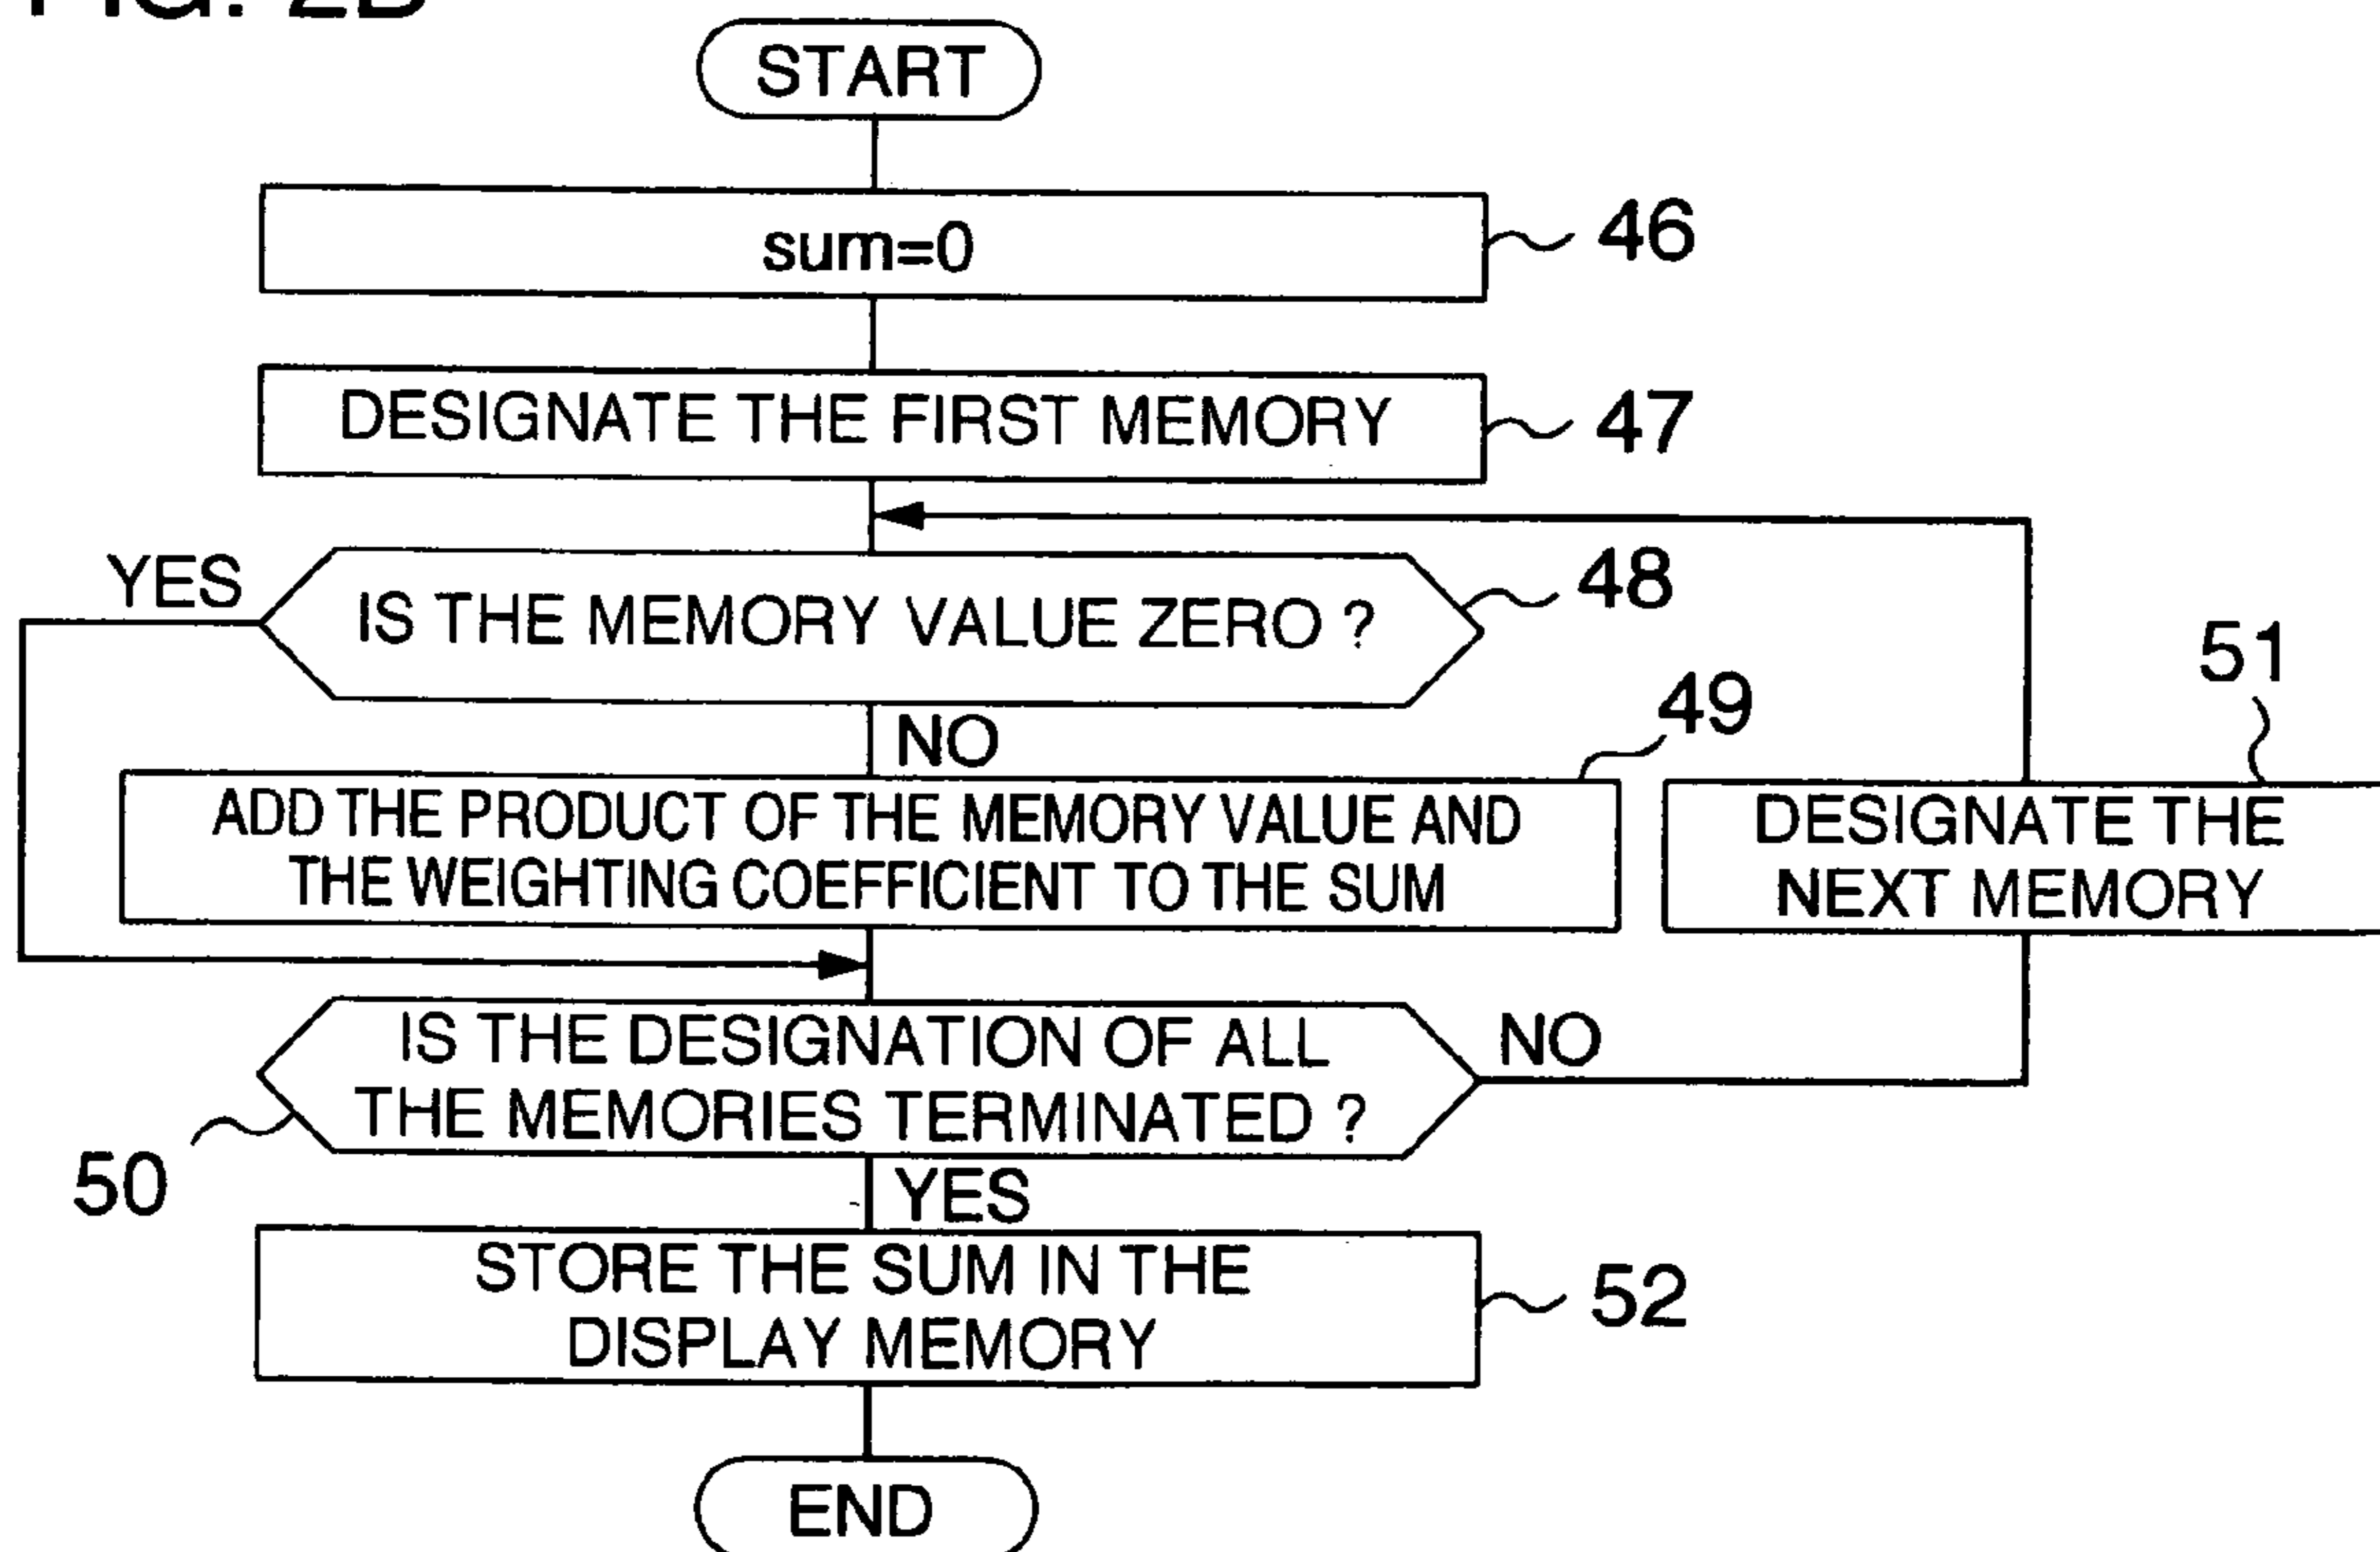 FIG. 2B
START
sum=0
46
DESIGNATE THE FIRST MEMORY
47
YES
IS THE MEMORY VALUE ZERO ?
48
NO
49
51
ADD THE PRODUCT OF THE MEMORY VALUE AND
THE WEIGHTING COEFFICIENT TO THE SUM
DESIGNATE THE
NEXT MEMORY
IS THE DESIGNATION OF ALL
THE MEMORIES TERMINATED ?
NO
50
YES
STORE THE SUM IN THE
DISPLAY MEMORY
52
END